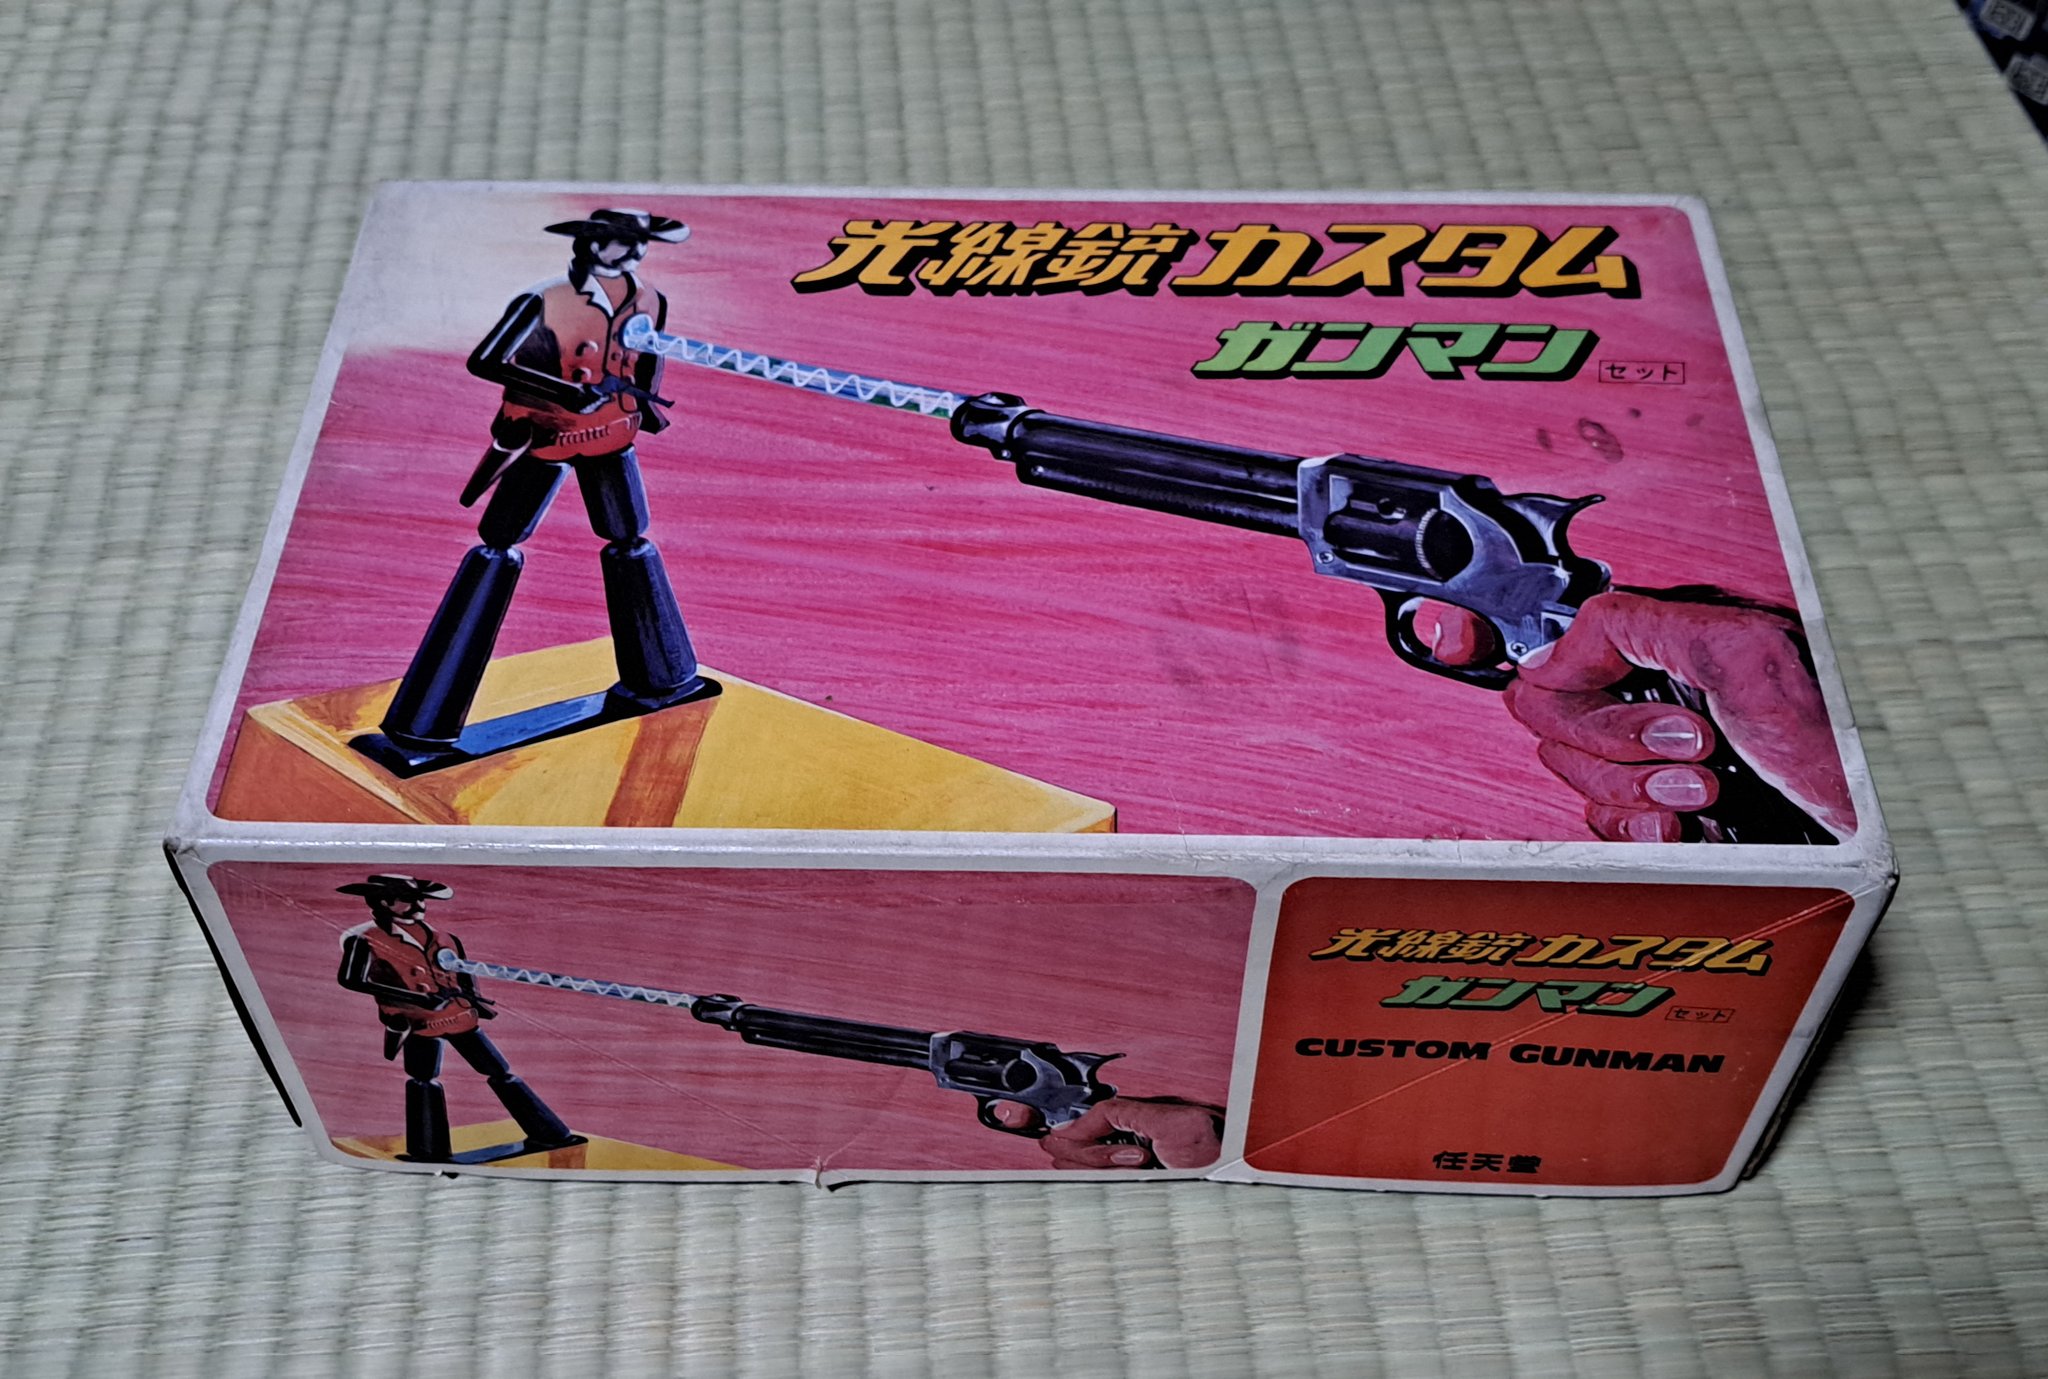 光線銃カスタム
ガンマン セット
光線銃カスタム
ガンマン セット
CUSTOM GUNMAN
任天堂